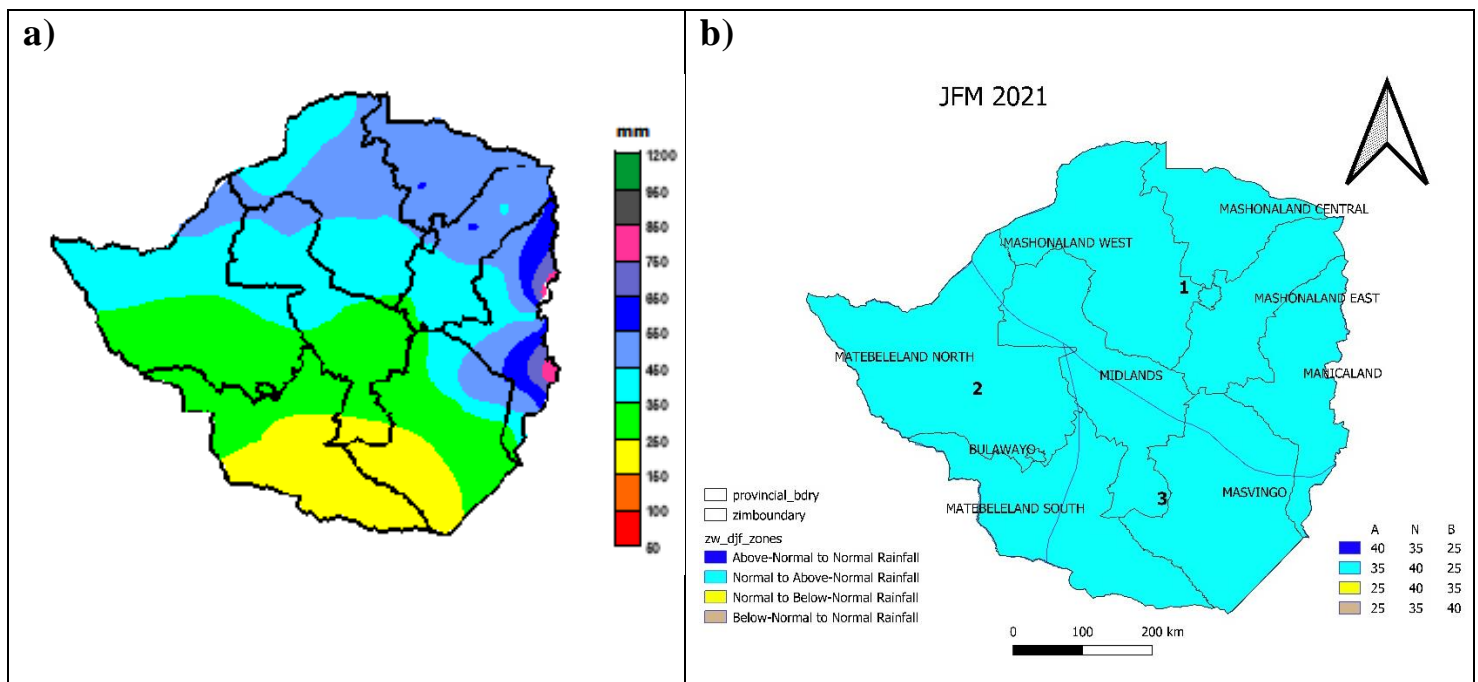 a)
mm
1200
950
850
750
650
550
450
350
250
150
100
50
b)
JFM 2021
MASHONALAND CENTRAL
MASHONALAND WEST
1
MASHONALAND EAST
MATEBELELAND NORTH
MIDLANDS
MANICALAND
2
BULAWAYO
MATEBELELAND SOUTH
3
MASVINGO
provincial_bdry
zimboundary
zw_djf_zones
Above-Normal to Normal Rainfall
Normal to Above-Normal Rainfall
Normal to Below-Normal Rainfall
Below-Normal to Normal Rainfall
A N B
40 35 25
35 40 25
25 40 35
25 35 40
0 100 200 km